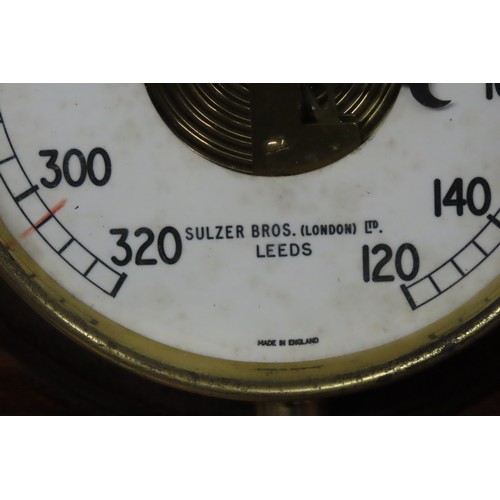 300
140
320
SULZER BROS. (LONDON) LTD.
LEEDS
120
MADE IN ENGLAND